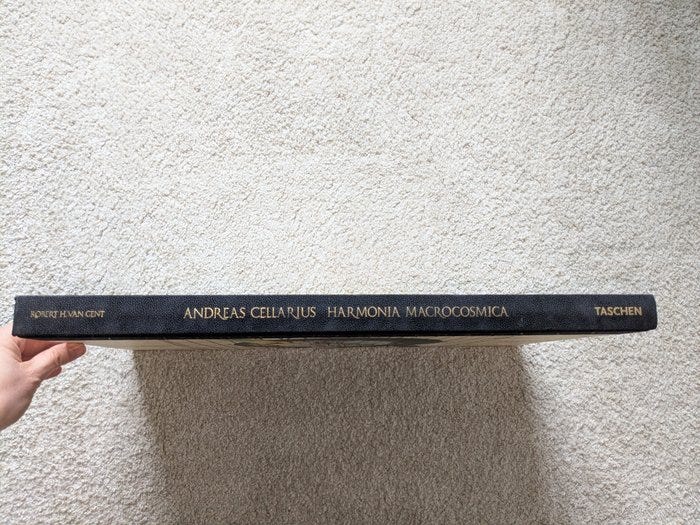 ROBERT H. VAN GENT ANDREAS CELLARIUS HARMONIA MACROCOSMICA TASCHEN